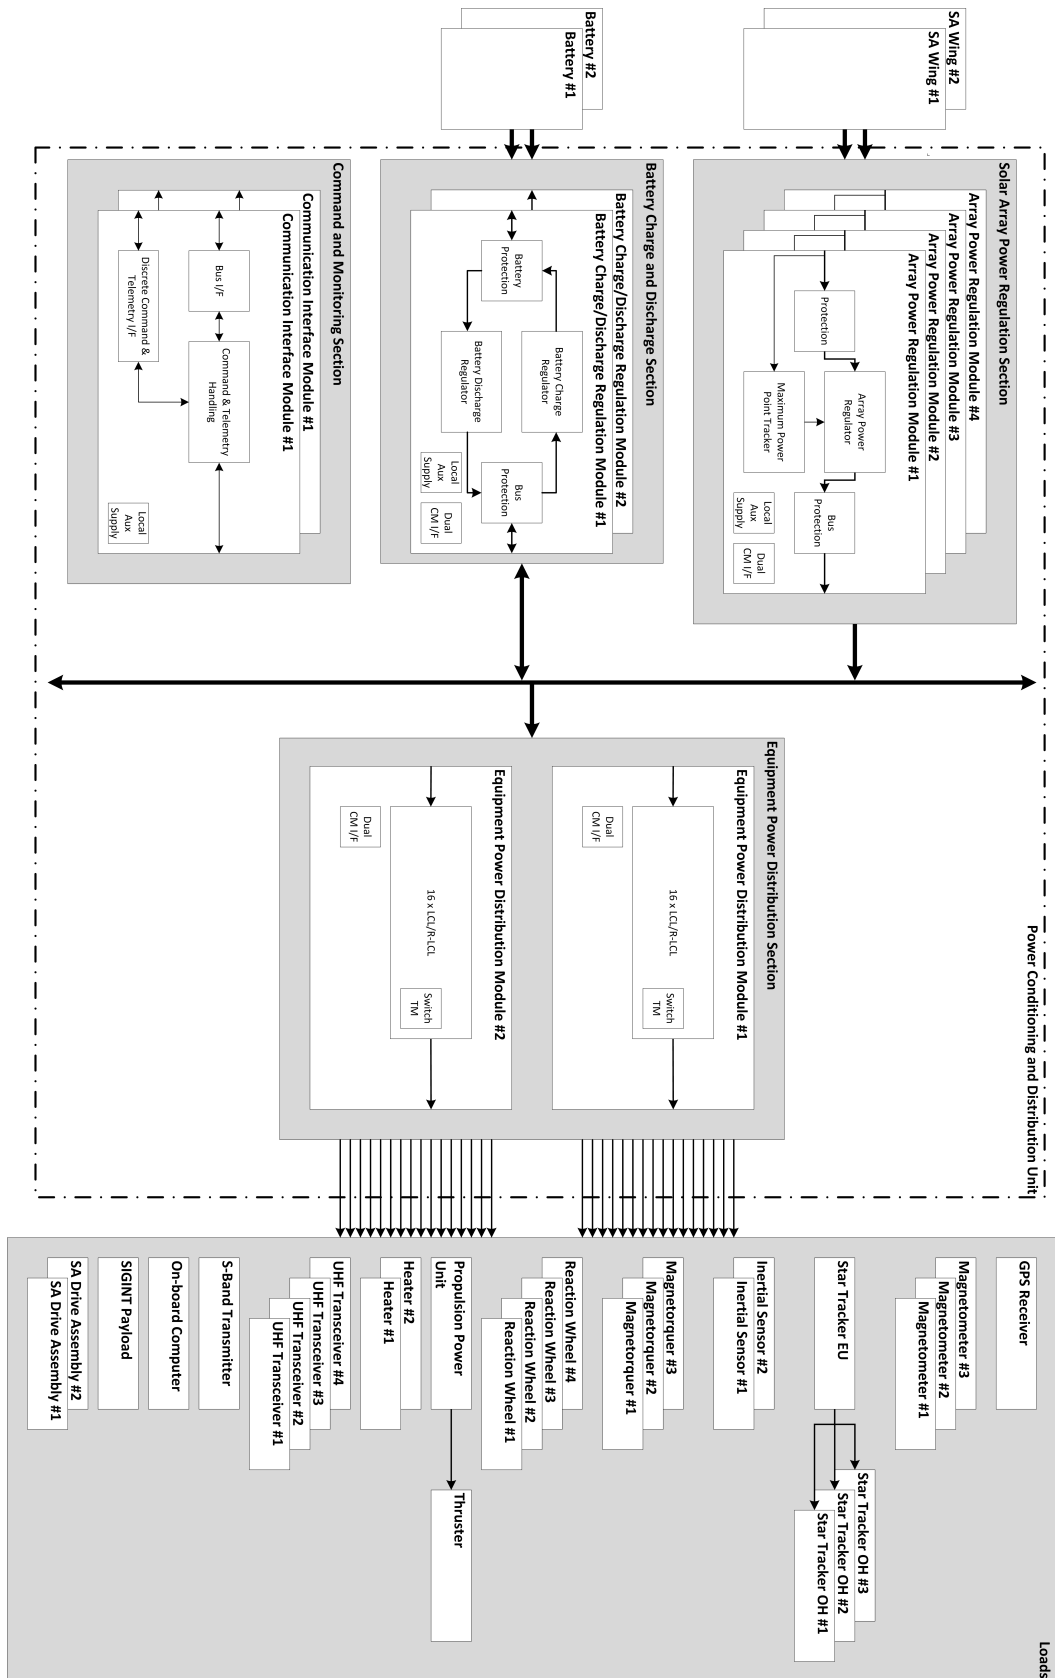 SA Wing #2
SA Wing #1
Battery #2
Battery #1
Power Conditioning and Distribution Unit
Solar Array Power Regulation Section
Array Power Regulation Module #4
Array Power Regulation Module #3
Array Power Regulation Module #2
Array Power Regulation Module #1
Protection
Array Power
Regulator
Maximum Power
Point Tracker
Bus
Protection
Local
Aux
Supply
Dual
CM I/F
Battery Charge and Discharge Section
Battery Charge/Discharge Regulation Module #2
Battery Charge/Discharge Regulation Module #1
Battery
Protection
Battery Charge
Regulator
Battery Discharge
Regulator
Bus
Protection
Local
Aux
Supply
Dual
CM I/F
Command and Monitoring Section
Communication Interface Module #1
Communication Interface Module #1
Bus I/F
Discrete Command &
Telemetry I/F
Command & Telemetry
Handling
Local
Aux
Supply
Equipment Power Distribution Section
Equipment Power Distribution Module #1
16 x LCL/R-LCL
Switch
TM
Dual
CM I/F
Equipment Power Distribution Module #2
16 x LCL/R-LCL
Switch
TM
Dual
CM I/F
Loads
GPS Receiver
Magnetometer #3
Magnetometer #2
Magnetometer #1
Star Tracker EU
Star Tracker OH #3
Star Tracker OH #2
Star Tracker OH #1
Inertial Sensor #2
Inertial Sensor #1
Magnetorquer #3
Magnetorquer #2
Magnetorquer #1
Reaction Wheel #4
Reaction Wheel #3
Reaction Wheel #2
Reaction Wheel #1
Propulsion Power
Unit
Thruster
Heater #2
Heater #1
UHF Transceiver #4
UHF Transceiver #3
UHF Transceiver #2
UHF Transceiver #1
S-Band Transmitter
On-board Computer
SIGINT Payload
SA Drive Assembly #2
SA Drive Assembly #1